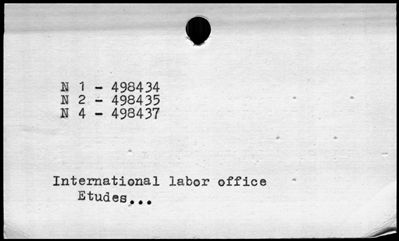 N 1 - 498434
N 2 - 498435
N 4 - 498437
International labor office
Etudes...